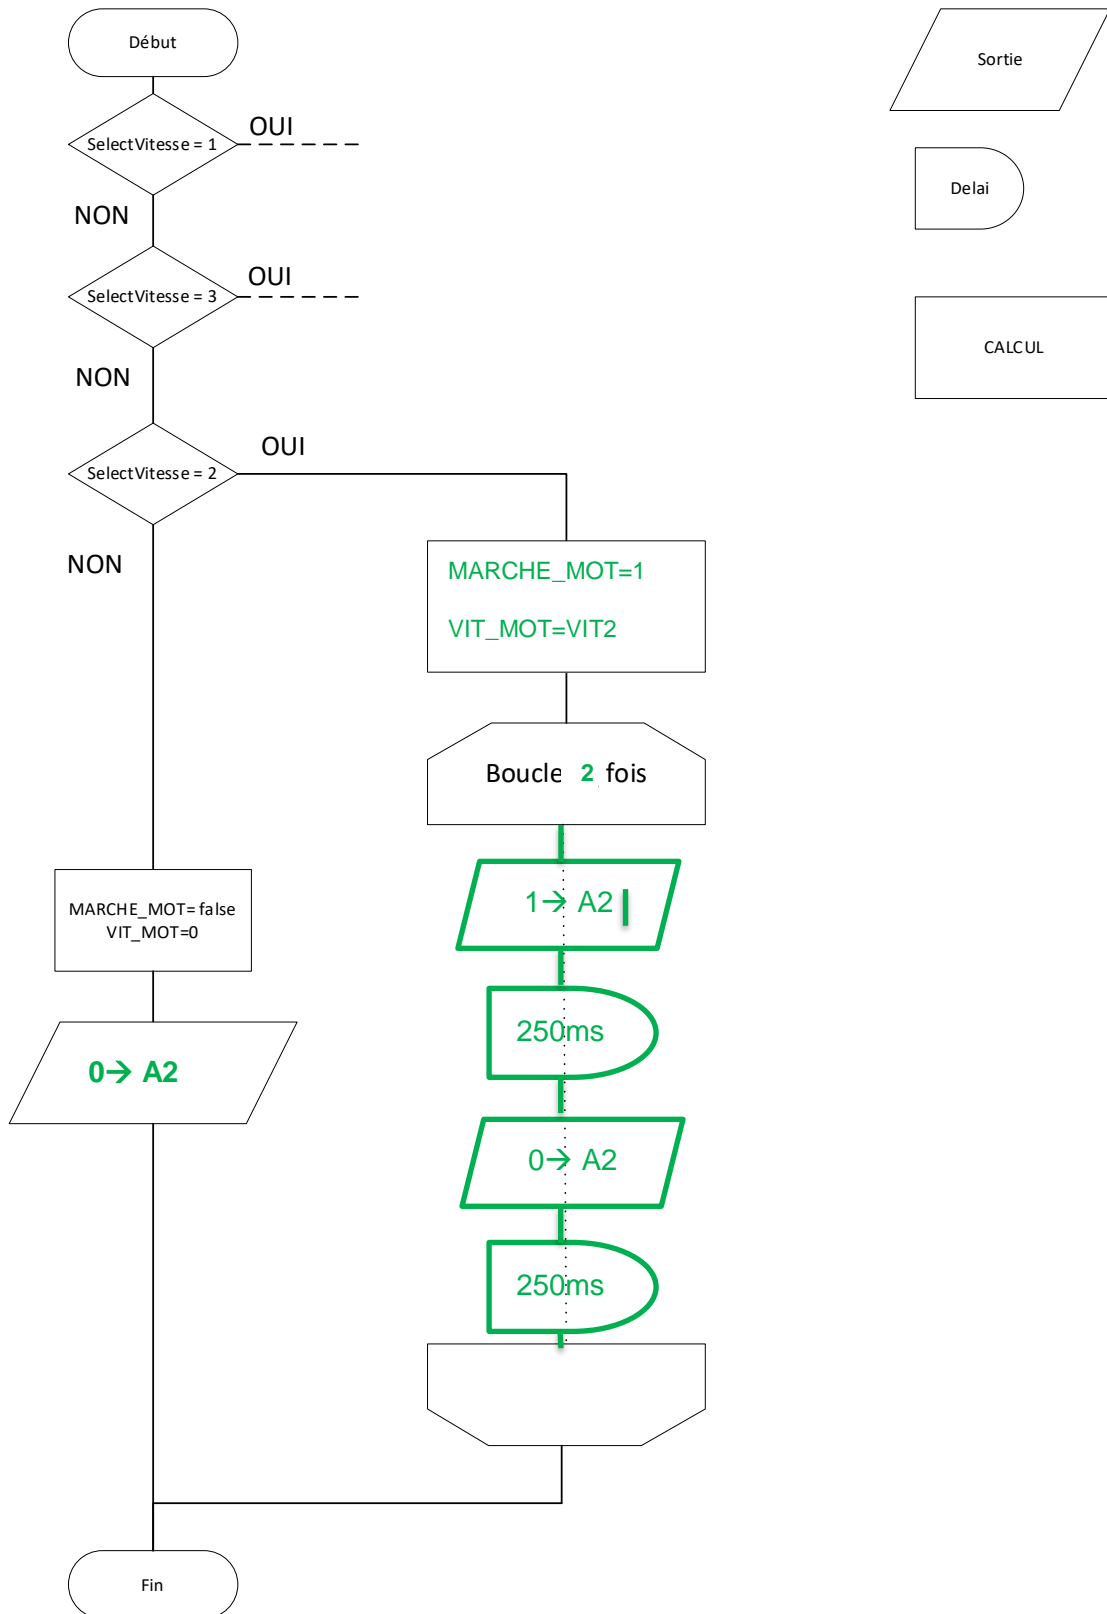 Début
SelectVitesse = 1
OUI
NON
SelectVitesse = 3
OUI
NON
SelectVitesse = 2
OUI
NON
MARCHE_MOT=1
VIT_MOT=VIT2
Boucle 2 fois
1→ A2
250ms
0→ A2
250ms
MARCHE_MOT= false
VIT_MOT=0
0→ A2
Fin
Sortie
Delai
CALCUL